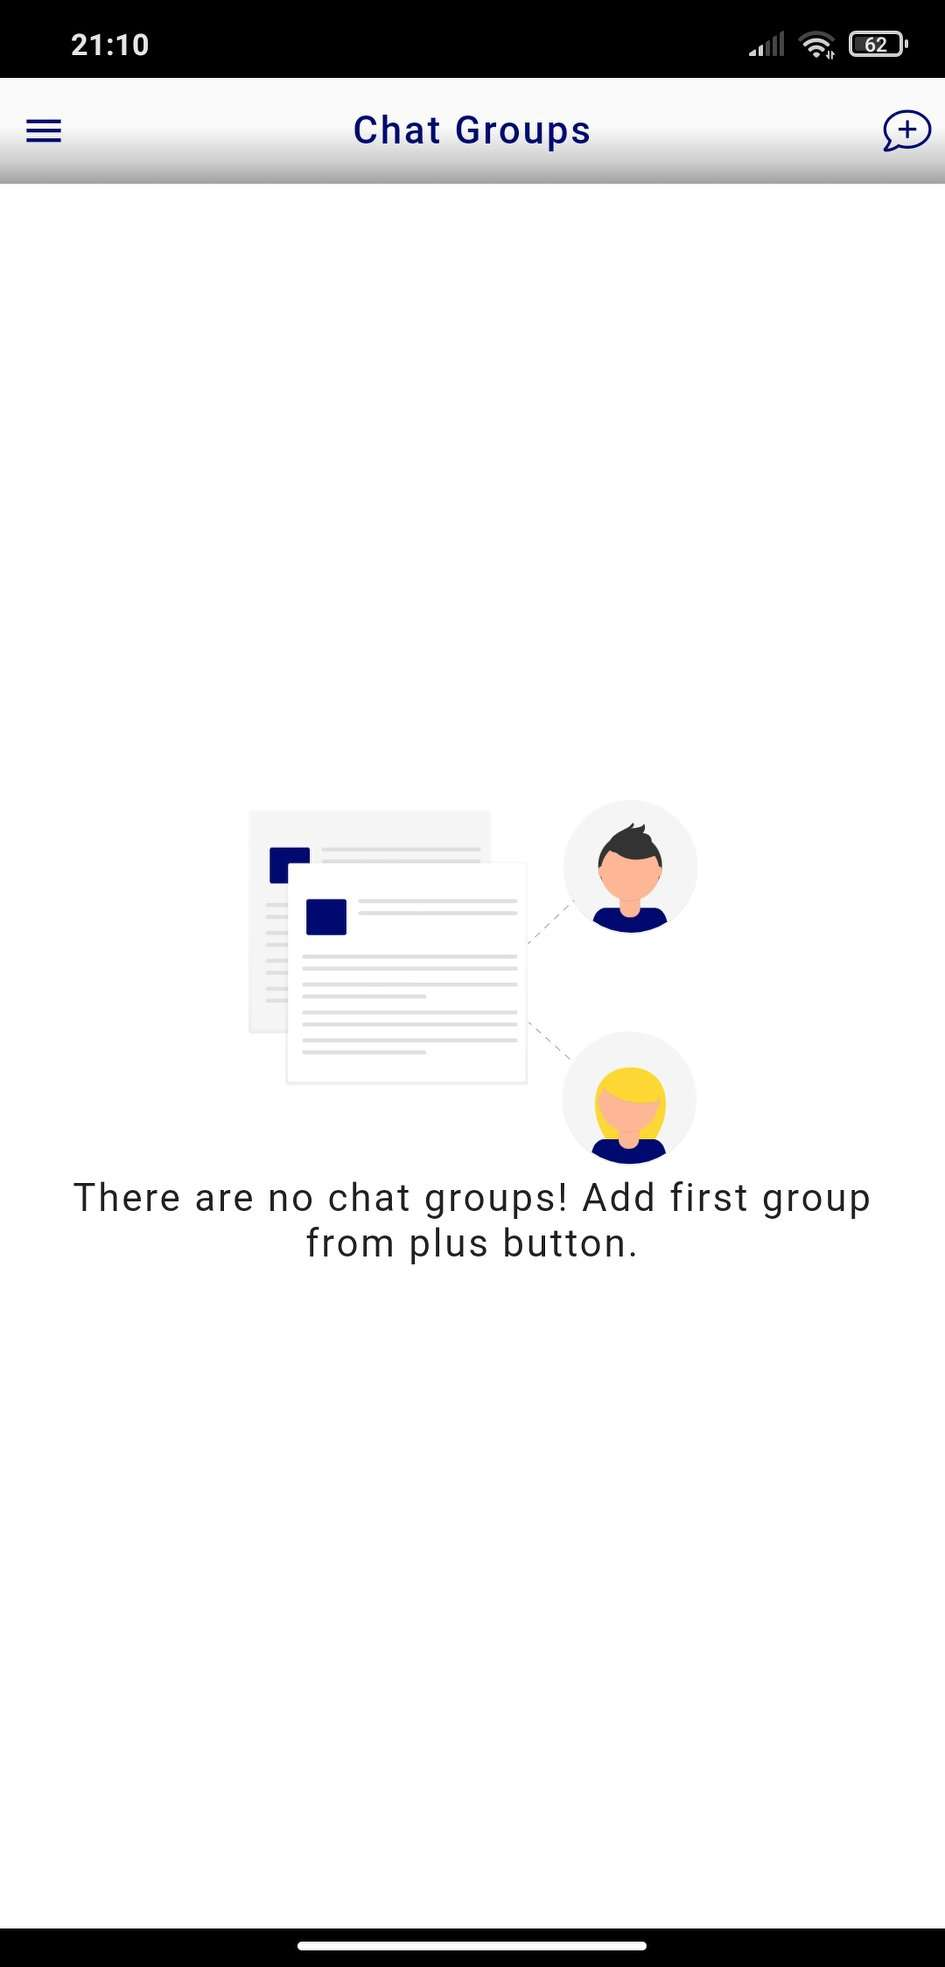 21:10
62
Chat Groups
There are no chat groups! Add first group
from plus button.